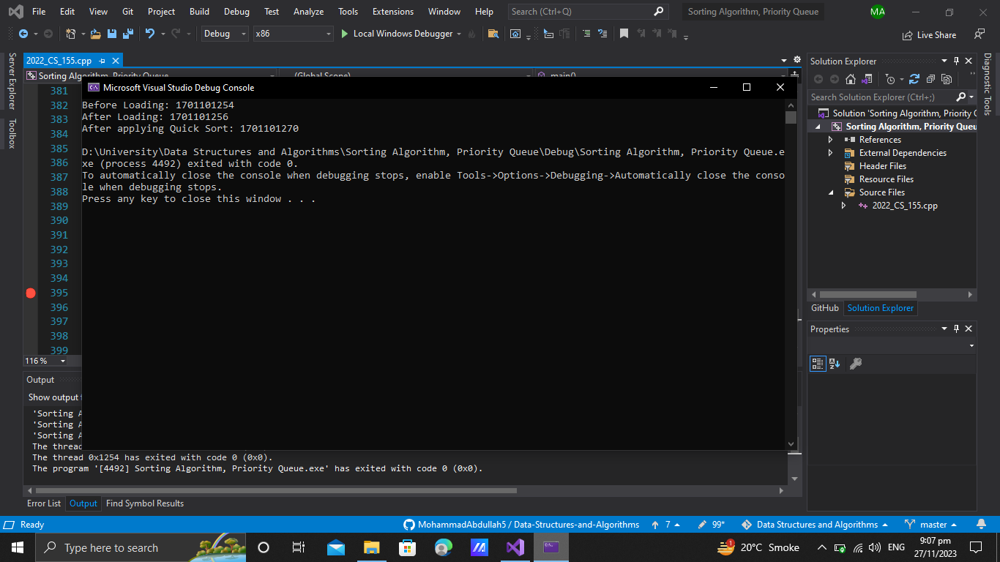 File Edit View Git Project Build Debug Test Analyze Tools Extensions Window Help Search (Ctrl+Q) Sorting Algorithm, Priority Queue MA
Debug x86 Local Windows Debugger Live Share
Server Explorer
Toolbox
2022_CS_155.cpp
Sorting Algorithm, Priority Queue (Global Scope) main()
381
382
383
384
385
386
387
388
389
390
391
392
393
394
395
396
397
398
399
116 %
Microsoft Visual Studio Debug Console
Before Loading: 1701101254
After Loading: 1701101256
After applying Quick Sort: 1701101270
D:\University\Data Structures and Algorithms\Sorting Algorithm, Priority Queue\Debug\Sorting Algorithm, Priority Queue.e
xe (process 4492) exited with code 0.
To automatically close the console when debugging stops, enable Tools->Options->Debugging->Automatically close the conso
le when debugging stops.
Press any key to close this window . . .
Output
Show output
'Sorting A
'Sorting A
'Sorting A
The thread
The thread 0x1254 has exited with code 0 (0x0).
The program '[4492] Sorting Algorithm, Priority Queue.exe' has exited with code 0 (0x0).
Error List Output Find Symbol Results
Solution Explorer
Search Solution Explorer (Ctrl+;)
Solution 'Sorting Algorithm, Priority Q
Sorting Algorithm, Priority Queu
References
External Dependencies
Header Files
Resource Files
Source Files
2022_CS_155.cpp
GitHub Solution Explorer
Properties
Diagnostic Tools
Ready MohammadAbdullah5 / Data-Structures-and-Algorithms 7 99* Data Structures and Algorithms master
Type here to search 1 20°C Smoke ENG 9:07 pm
27/11/2023